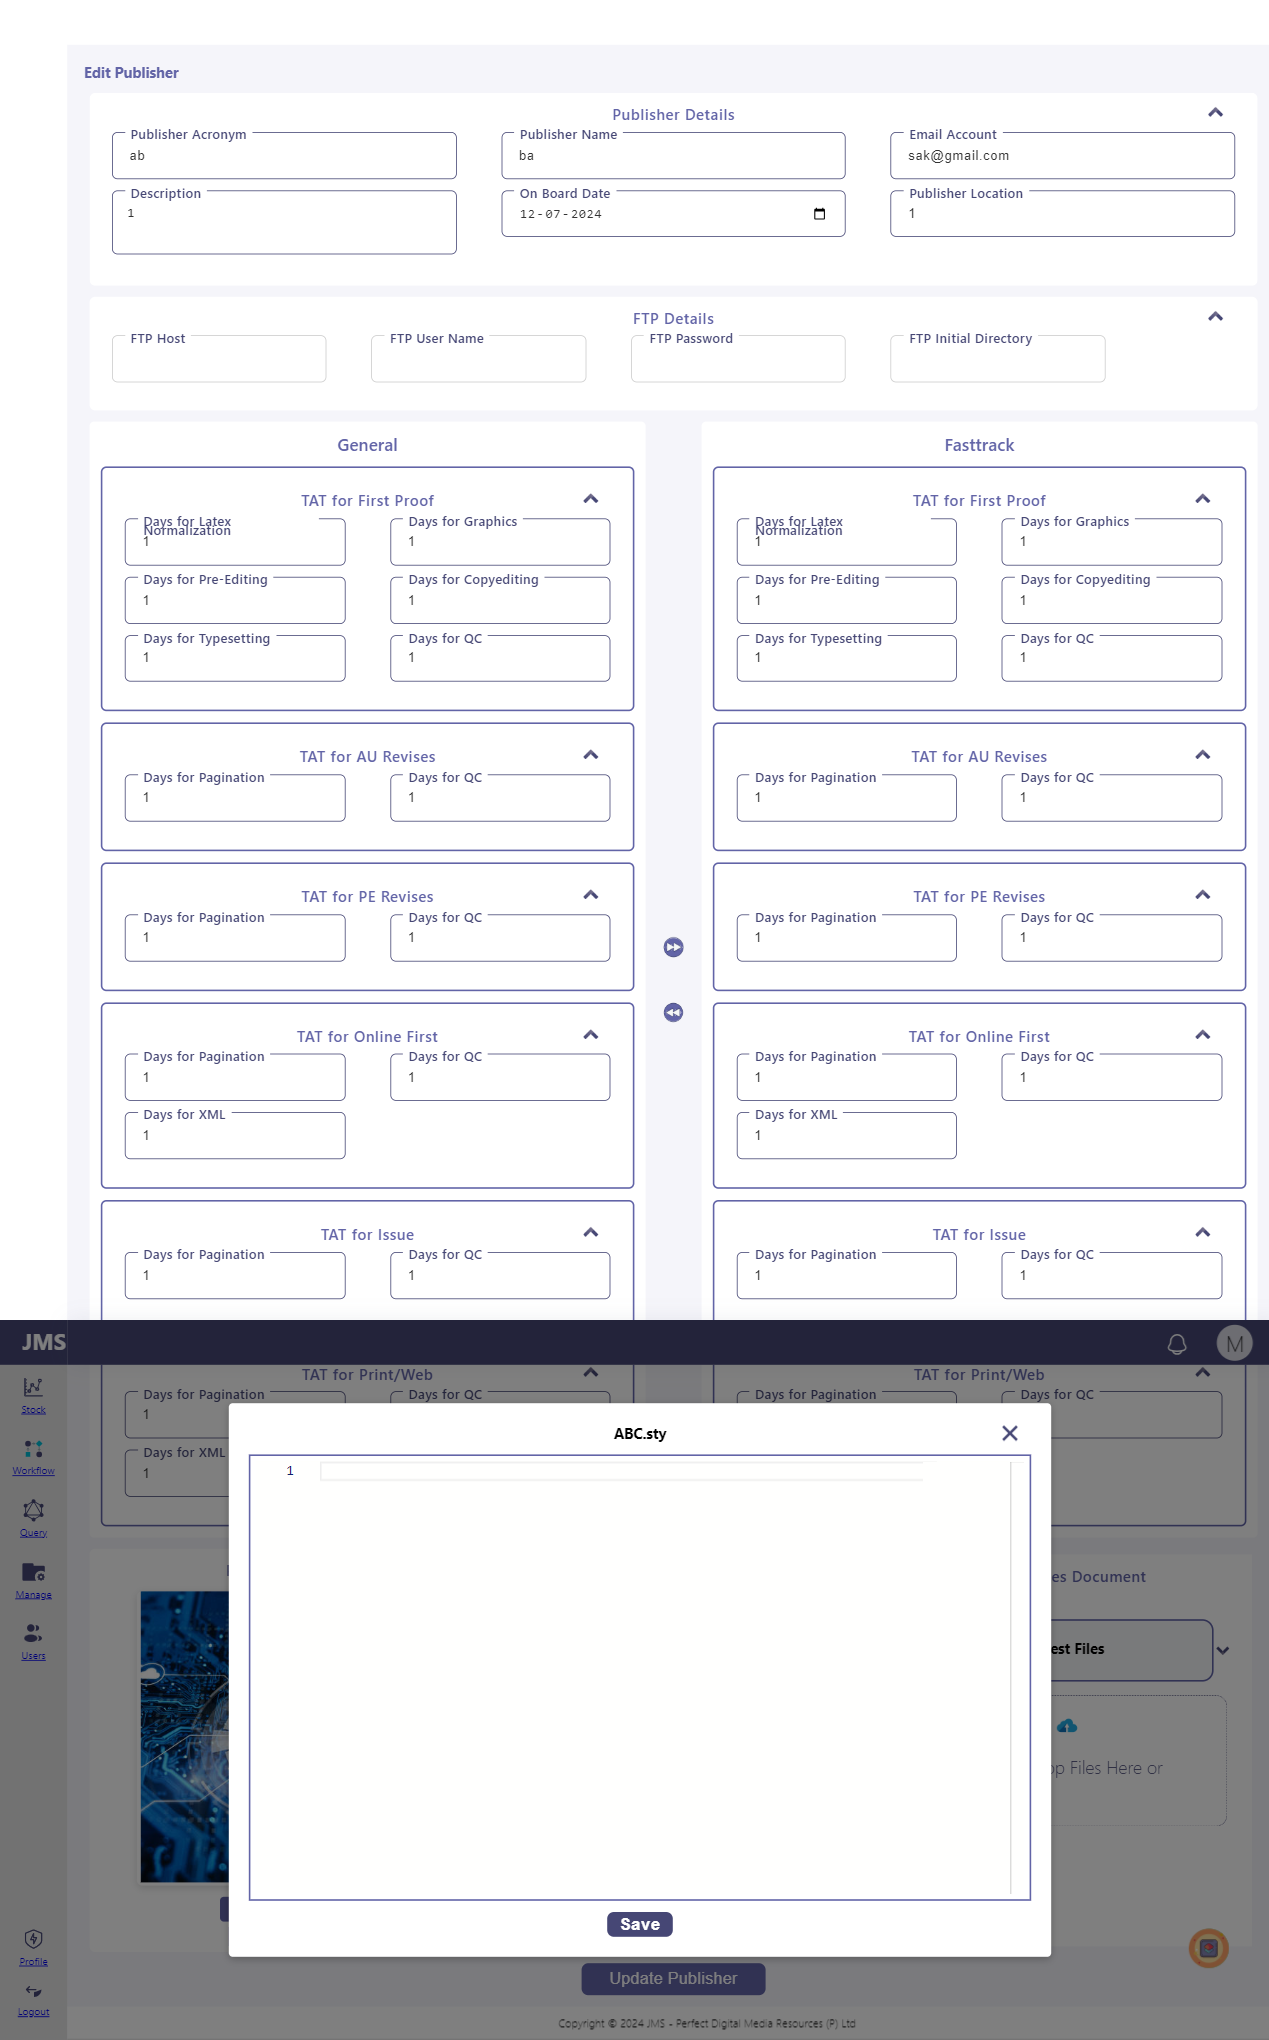 Edit Publisher
Publisher Details
Publisher Acronym Publisher Name Email Account
ab ba sak@gmail.com
Description On Board Date Publisher Location
1 12-07-2024 1
FTP Details
FTP Host FTP User Name FTP Password FTP Initial Directory
General Fasttrack
TAT for First Proof TAT for First Proof
Days for Latex Normalization Days for Graphics Days for Latex Normalization Days for Graphics
1 1 1 1
Days for Pre-Editing Days for Copyediting Days for Pre-Editing Days for Copyediting
1 1 1 1
Days for Typesetting Days for QC Days for Typesetting Days for QC
1 1 1 1
TAT for AU Revises TAT for AU Revises
Days for Pagination Days for QC Days for Pagination Days for QC
1 1 1 1
TAT for PE Revises TAT for PE Revises
Days for Pagination Days for QC Days for Pagination Days for QC
1 1 1 1
TAT for Online First TAT for Online First
Days for Pagination Days for QC Days for Pagination Days for QC
1 1 1 1
Days for XML Days for XML
1 1
TAT for Issue TAT for Issue
Days for Pagination Days for QC Days for Pagination Days for QC
1 1 1 1
JMS M
TAT for Print/Web TAT for Print/Web
Days for Pagination Days for QC Days for Pagination Days for QC
1
Days for XML
1
Stock
Workflow
Query
Manage
Users
ABC.sty
1
es Document
est Files
op Files Here or
Save
Profile
Logout
Update Publisher
Copyright © 2024 JMS - Perfect Digital Media Resources (P) Ltd